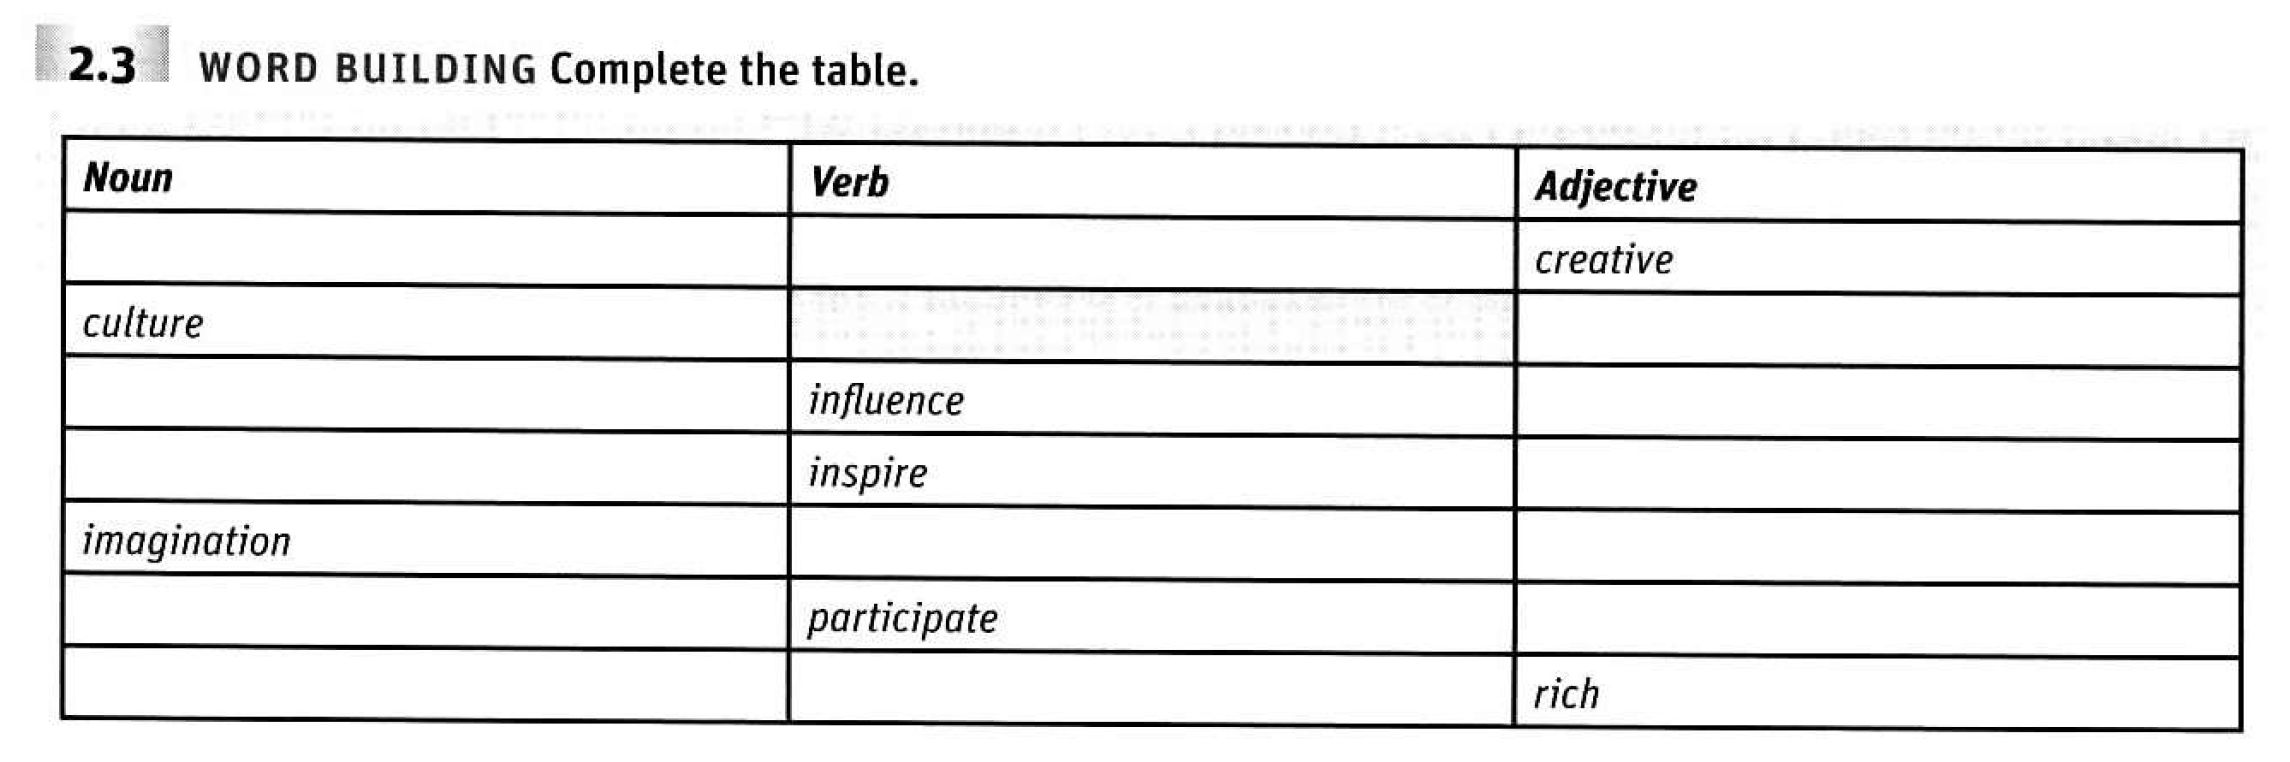 2.3 WORD BUILDING Complete the table.
Noun Verb Adjective
creative
culture
influence
inspire
imagination
participate
rich